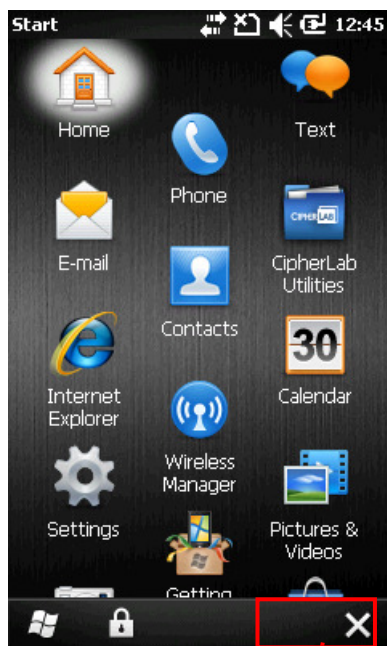 Start 12:45
Home
Text
Phone
E-mail
CIPHERLAB
CipherLab
Utilities
Contacts
30
Internet
Explorer
Calendar
Wireless
Manager
Settings
Pictures &
Videos
Getting